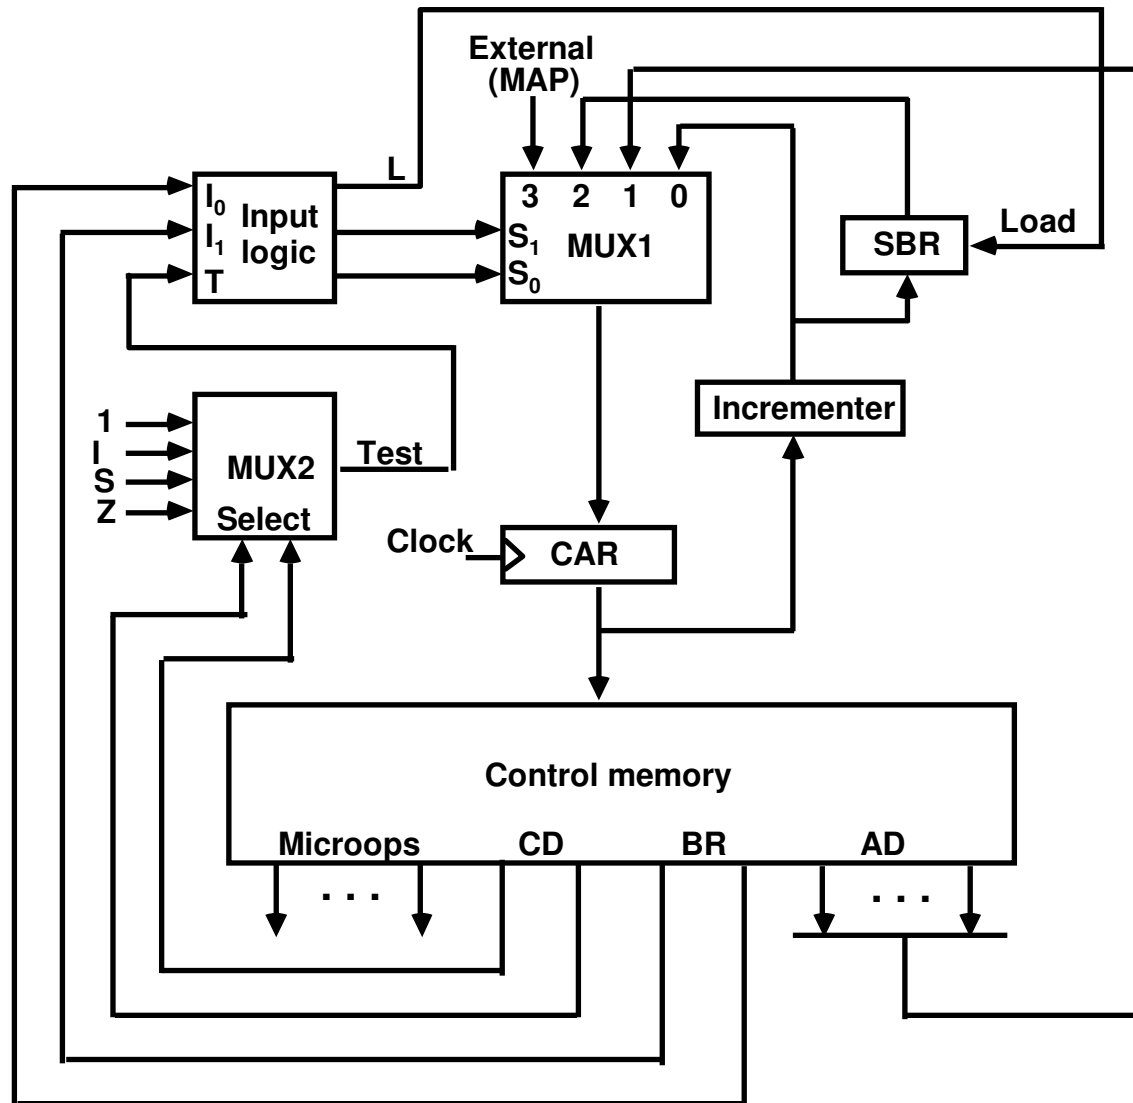 External
(MAP)
L
I0
I1
T
Input
logic
3 2 1 0
S1
S0
MUX1
SBR
Load
1
I
S
Z
MUX2
Select
Test
Incrementer
Clock
CAR
Control memory
Microops CD BR AD
. . . . . .